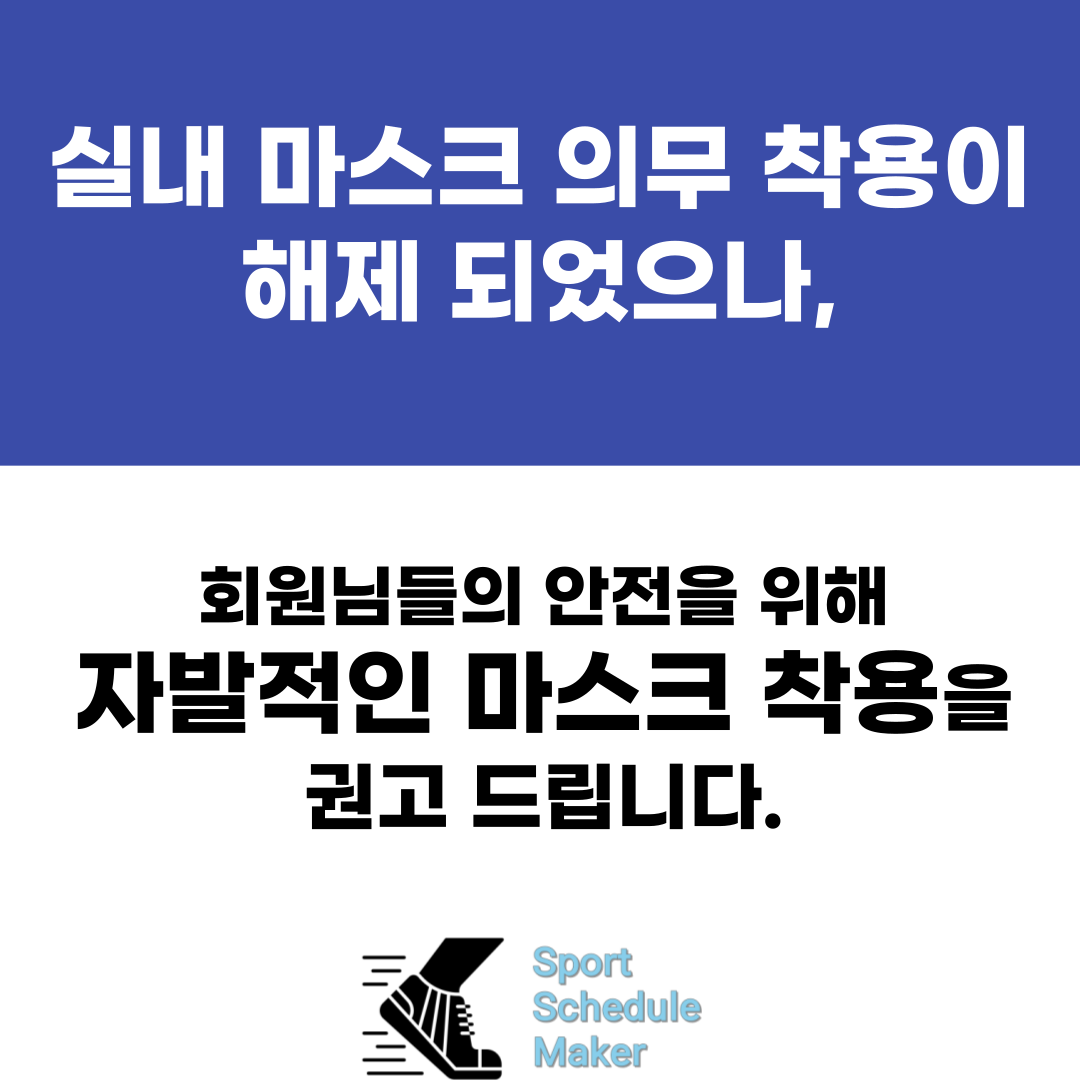 실내 마스크 의무 착용이
해제 되었으나,
회원님들의 안전을 위해
자발적인 마스크 착용을
권고 드립니다.
Sport
Schedule
Maker